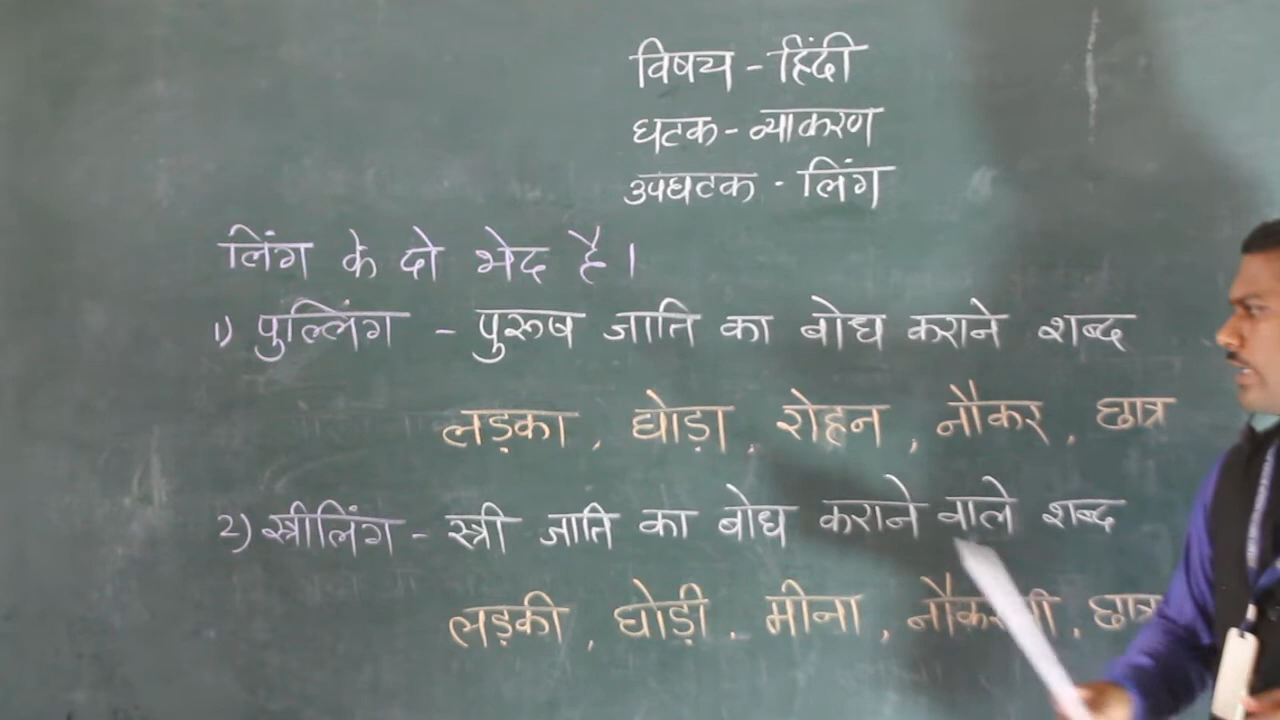 विषय - हिंदी
घटक - व्याकरण
उपघटक - लिंग
लिंग के दो भेद है।
1) पुल्लिंग - पुरूष जाति का बोध कराने शब्द
लड़का, घोड़ा, रोहन, नौकर, छात्र
2) स्त्रीलिंग - स्त्री जाति का बोध कराने वाले शब्द
लड़की, घोड़ी, मीना,